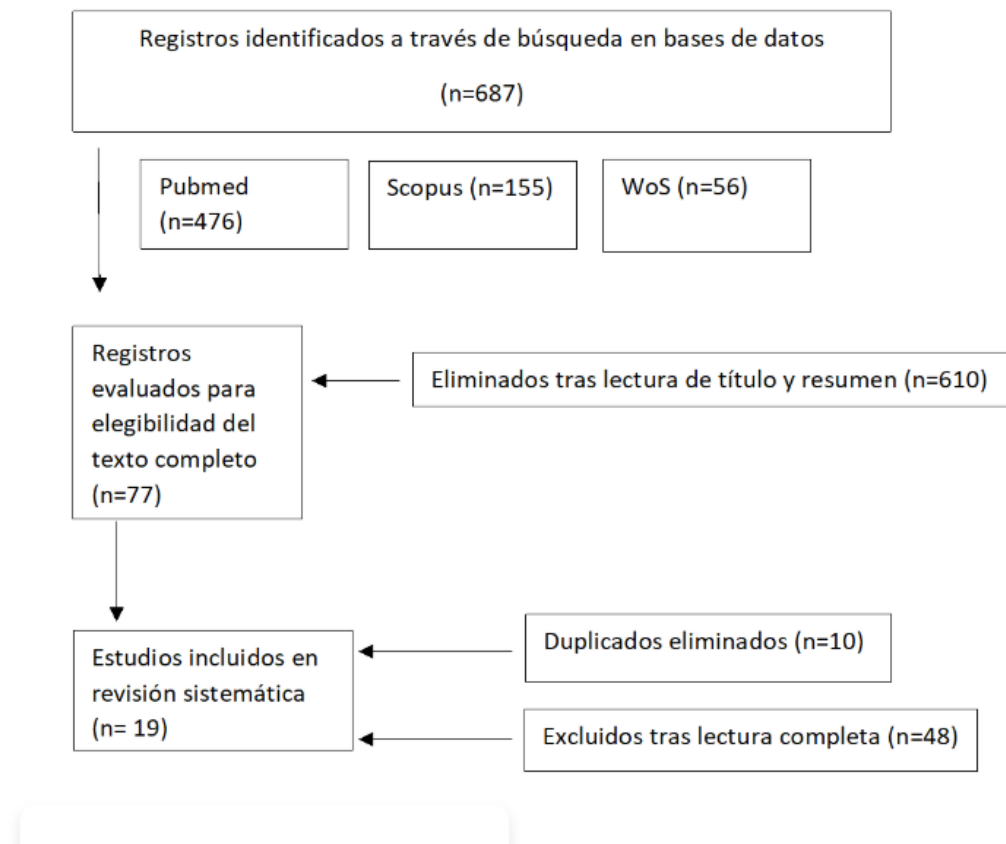 Registros identificados a través de búsqueda en bases de datos
(n=687)
Pubmed
(n=476)
Scopus (n=155)
WoS (n=56)
Registros
evaluados para
elegibilidad del
texto completo
(n=77)
Eliminados tras lectura de título y resumen (n=610)
Estudios incluidos en
revisión sistemática
(n= 19)
Duplicados eliminados (n=10)
Excluidos tras lectura completa (n=48)